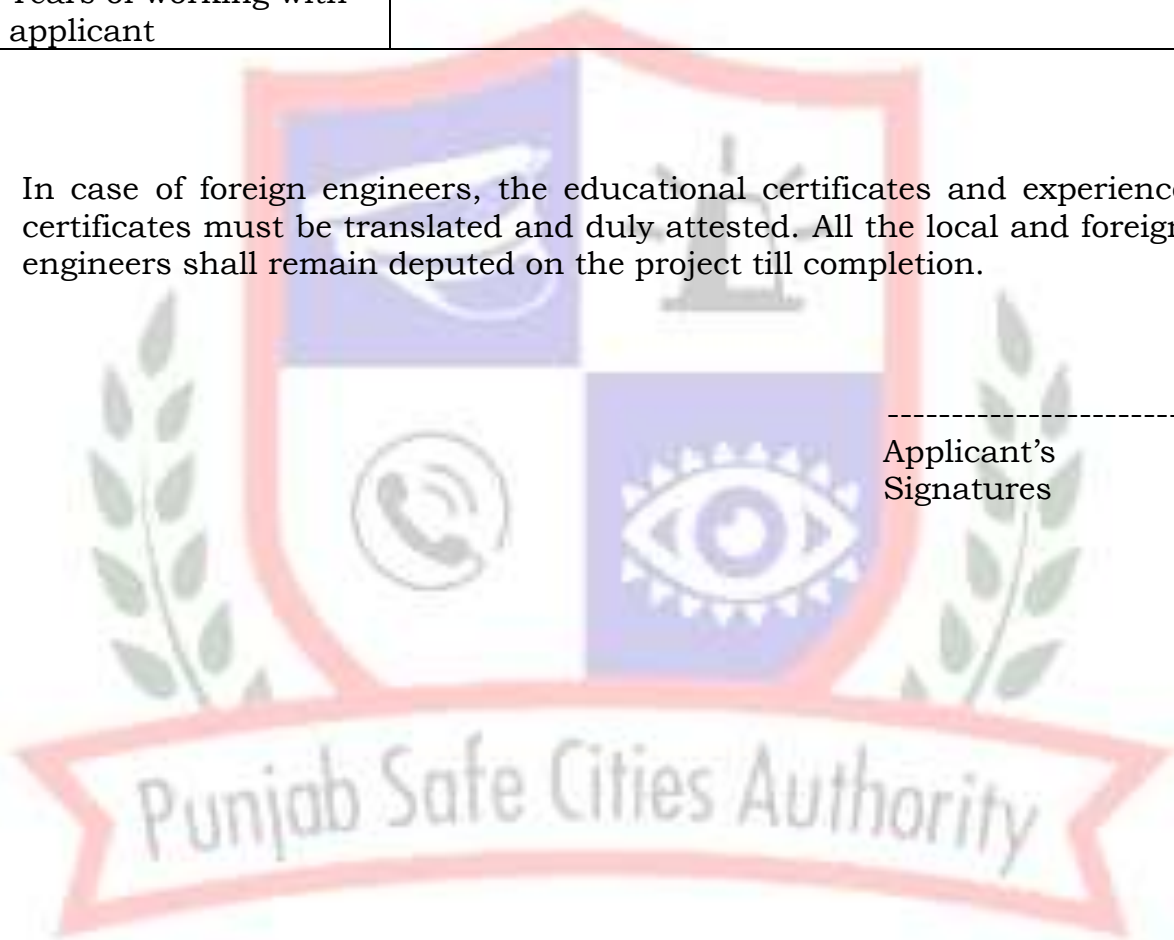 Years of working with
applicant
In case of foreign engineers, the educational certificates and experience
certificates must be translated and duly attested. All the local and foreign
engineers shall remain deputed on the project till completion.
-----------------------
Applicant's
Signatures
Punjab Safe Cities Authority